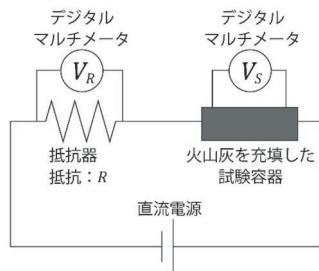 デジタル
マルチメータ
V_R
抵抗器
抵抗：R
デジタル
マルチメータ
V_S
火山灰を充填した
試験容器
直流電源